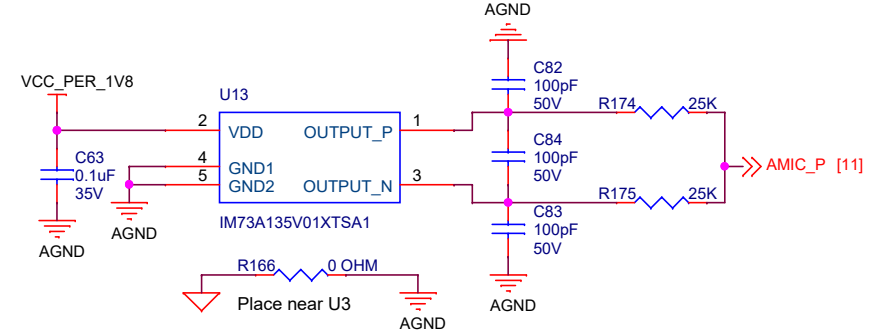 AGND
VCC_PER_1V8
U13
C82
100pF
50V
R174
25K
2
VDD
OUTPUT_P
1
C63
0.1uF
35V
4
GND1
5
GND2
OUTPUT_N
3
C84
100pF
50V
AMIC_P [11]
R175
25K
IM73A135V01XTSA1
C83
100pF
50V
AGND
AGND
R166
0 OHM
Place near U3
AGND
AGND